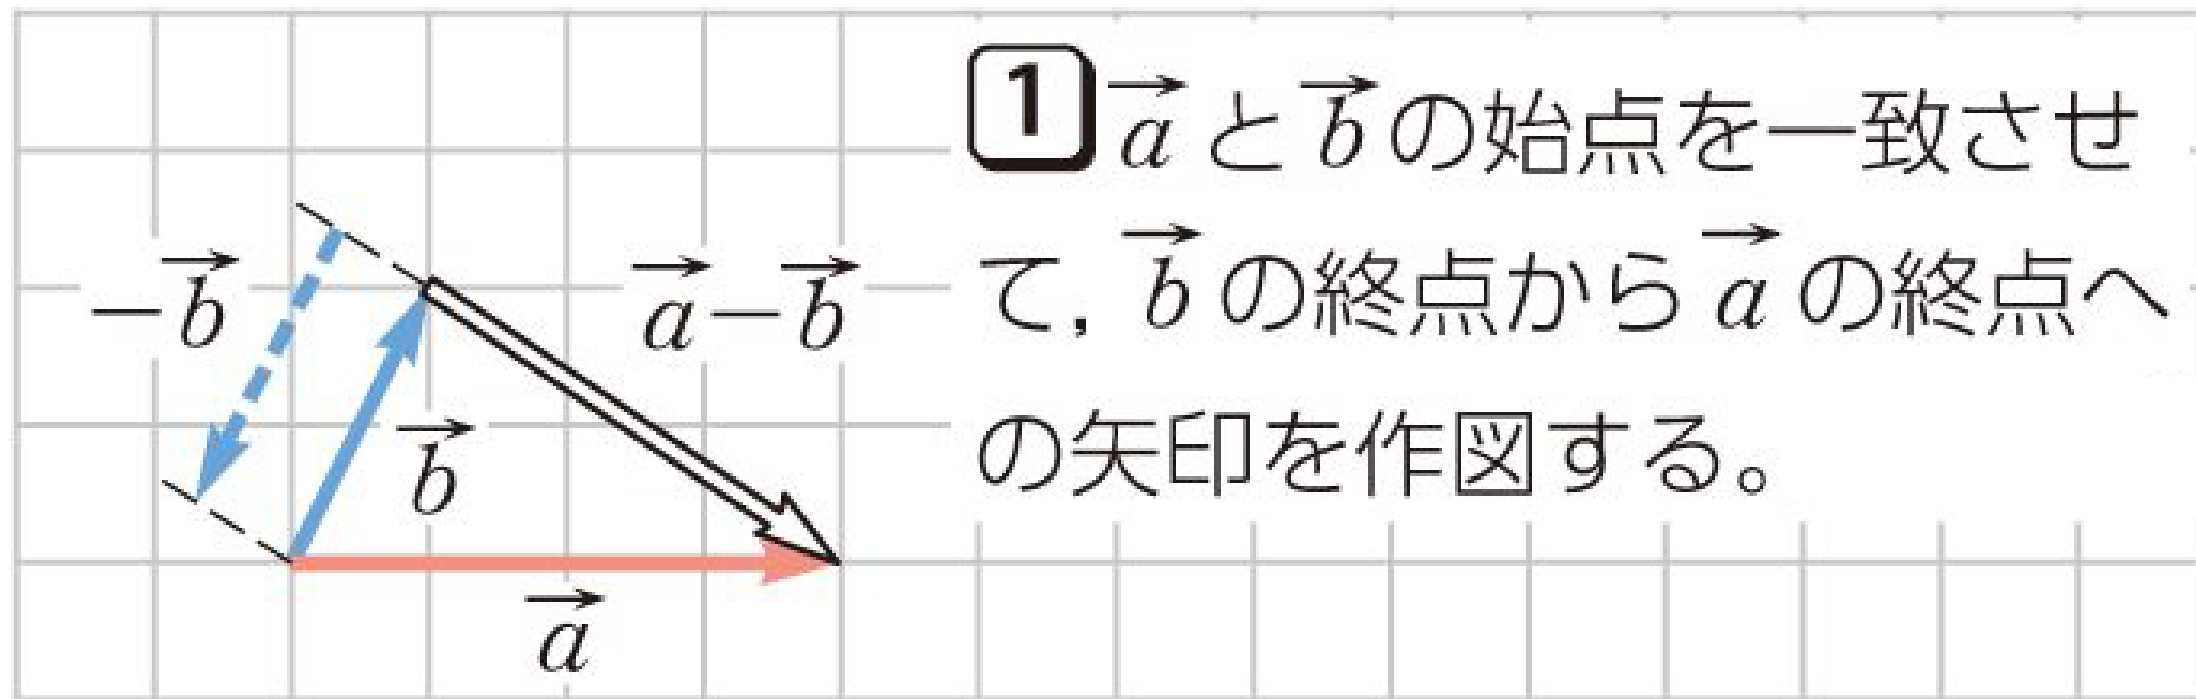 1 a⃗ と b⃗ の始点を一致させ
て, b⃗ の終点から a⃗ の終点へ
の矢印を作図する。
−b⃗
a⃗−b⃗
b⃗
a⃗